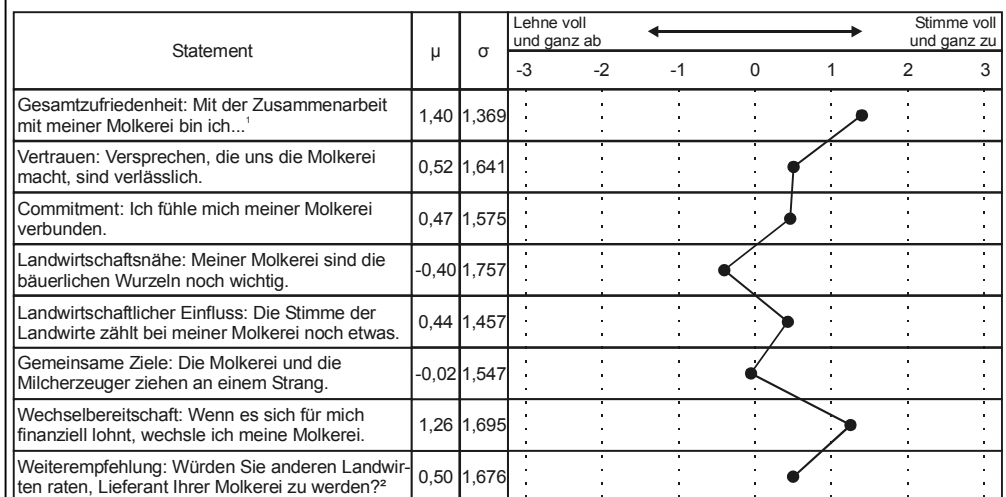 Statement
μ
σ
Lehne voll
und ganz ab
Stimme voll
und ganz zu
-3 -2 -1 0 1 2 3
Gesamtzufriedenheit: Mit der Zusammenarbeit
mit meiner Molkerei bin ich...¹
1,40 1,369
Vertrauen: Versprechen, die uns die Molkerei
macht, sind verlässlich.
0,52 1,641
Commitment: Ich fühle mich meiner Molkerei
verbunden.
0,47 1,575
Landwirtschaftsnähe: Meiner Molkerei sind die
bäuerlichen Wurzeln noch wichtig.
-0,40 1,757
Landwirtschaftlicher Einfluss: Die Stimme der
Landwirte zählt bei meiner Molkerei noch etwas.
0,44 1,457
Gemeinsame Ziele: Die Molkerei und die
Milcherzeuger ziehen an einem Strang.
-0,02 1,547
Wechselbereitschaft: Wenn es sich für mich
finanziell lohnt, wechsle ich meine Molkerei.
1,26 1,695
Weiterempfehlung: Würden Sie anderen Landwir-
ten raten, Lieferant Ihrer Molkerei zu werden?²
0,50 1,676